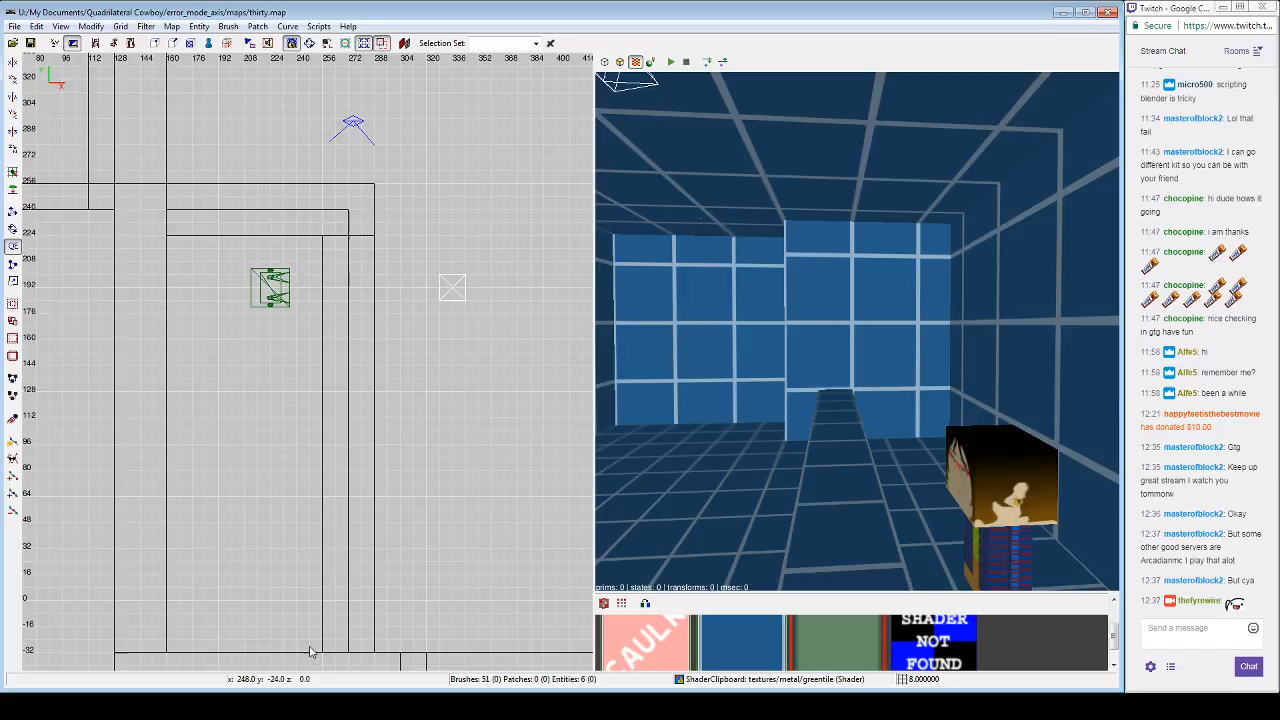 U:/My Documents/Quadrilateral Cowboy/error_mode_axis/maps/thirty.map
File Edit View Modify Grid Filter Map Entity Brush Patch Curve Scripts Help
Selection Set:
80 96 112 128 144 160 176 192 208 224 240 256 272 288 304 320 336 352 368 384 400
320
304
288
272
256
240
224
208
192
176
160
144
128
112
96
80
64
48
32
16
0
-16
-32
Y
X
prims: 0 | states: 0 | transforms: 0 | msec: 0
CAULK
SHADER
NOT
FOUND
x: 248.0 y: -24.0 z: 0.0
Brushes: 51 (0) Patches: 0 (0) Entities: 6 (0)
ShaderClipboard: textures/metal/greentile (Shader)
8.000000
Twitch - Google C...
Secure
https://www.twitch.t...
Stream Chat
Rooms
11:25 micro500: scripting
blender is tricky
11:34 masterofblock2: Lol that
fail
11:43 masterofblock2: I can go
different kit so you can be with
your friend
11:47 chocopine: hi dude hows it
going
11:47 chocopine: i am thanks
11:47 chocopine:
11:47 chocopine:
11:47 chocopine: nice checking
in gtg have fun
11:58 Alfe5: hi
11:58 Alfe5: remember me?
11:58 Alfe5: been a while
12:21 happyfeetisthebestmovie
has donated $10.00
12:35 masterofblock2: Gtg
12:35 masterofblock2: Keep up
great stream I watch you
tommorw
12:36 masterofblock2: Okay
12:37 masterofblock2: But some
other good servers are
Arcadianmc I play that alot
12:37 masterofblock2: But cya
12:37 thefyrewire:
Send a message
Chat